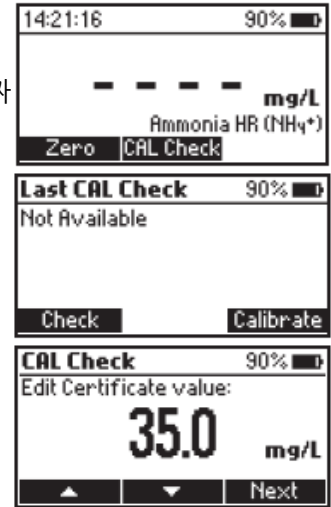 14:21:16 90%
자
- - - - mg/L
Ammonia HR (NH₄⁺)
Zero CAL Check
Last CAL Check 90%
Not Available
Check Calibrate
CAL Check 90%
Edit Certificate value:
35.0 mg/L
▲ ▼ Next